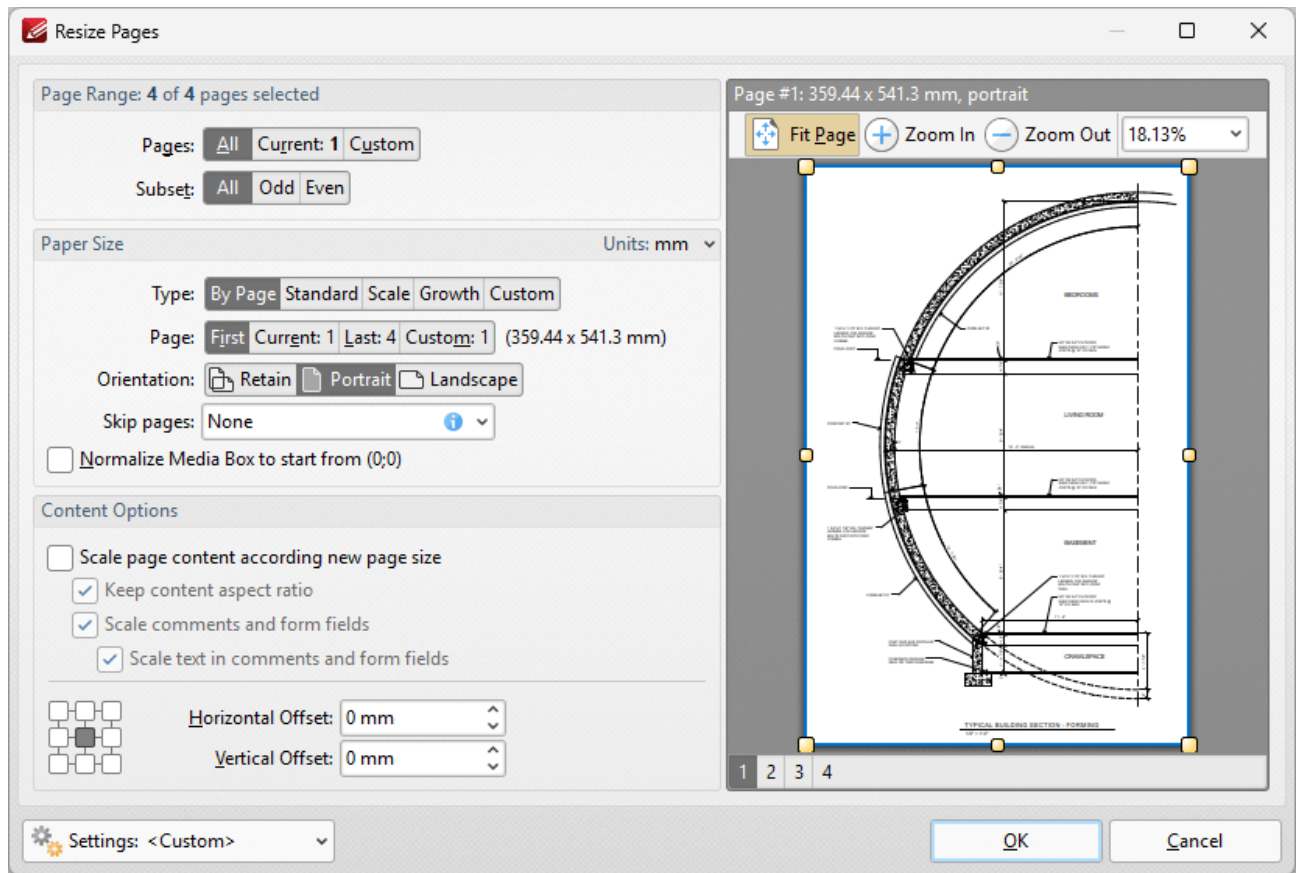 Resize Pages
Page Range: 4 of 4 pages selected
Pages: All Current: 1 Custom
Subset: All Odd Even
Paper Size Units: mm
Type: By Page Standard Scale Growth Custom
Page: First Current: 1 Last: 4 Custom: 1 (359.44 x 541.3 mm)
Orientation: Retain Portrait Landscape
Skip pages: None
Normalize Media Box to start from (0;0)
Content Options
Scale page content according new page size
Keep content aspect ratio
Scale comments and form fields
Scale text in comments and form fields
Horizontal Offset: 0 mm
Vertical Offset: 0 mm
Page #1: 359.44 x 541.3 mm, portrait
Fit Page Zoom In Zoom Out 18.13%
BEDROOMS
LIVING ROOM
BASEMENT
CRAWLSPACE
TYPICAL BUILDING SECTION - FORMING
1 2 3 4
Settings: <Custom>
OK Cancel